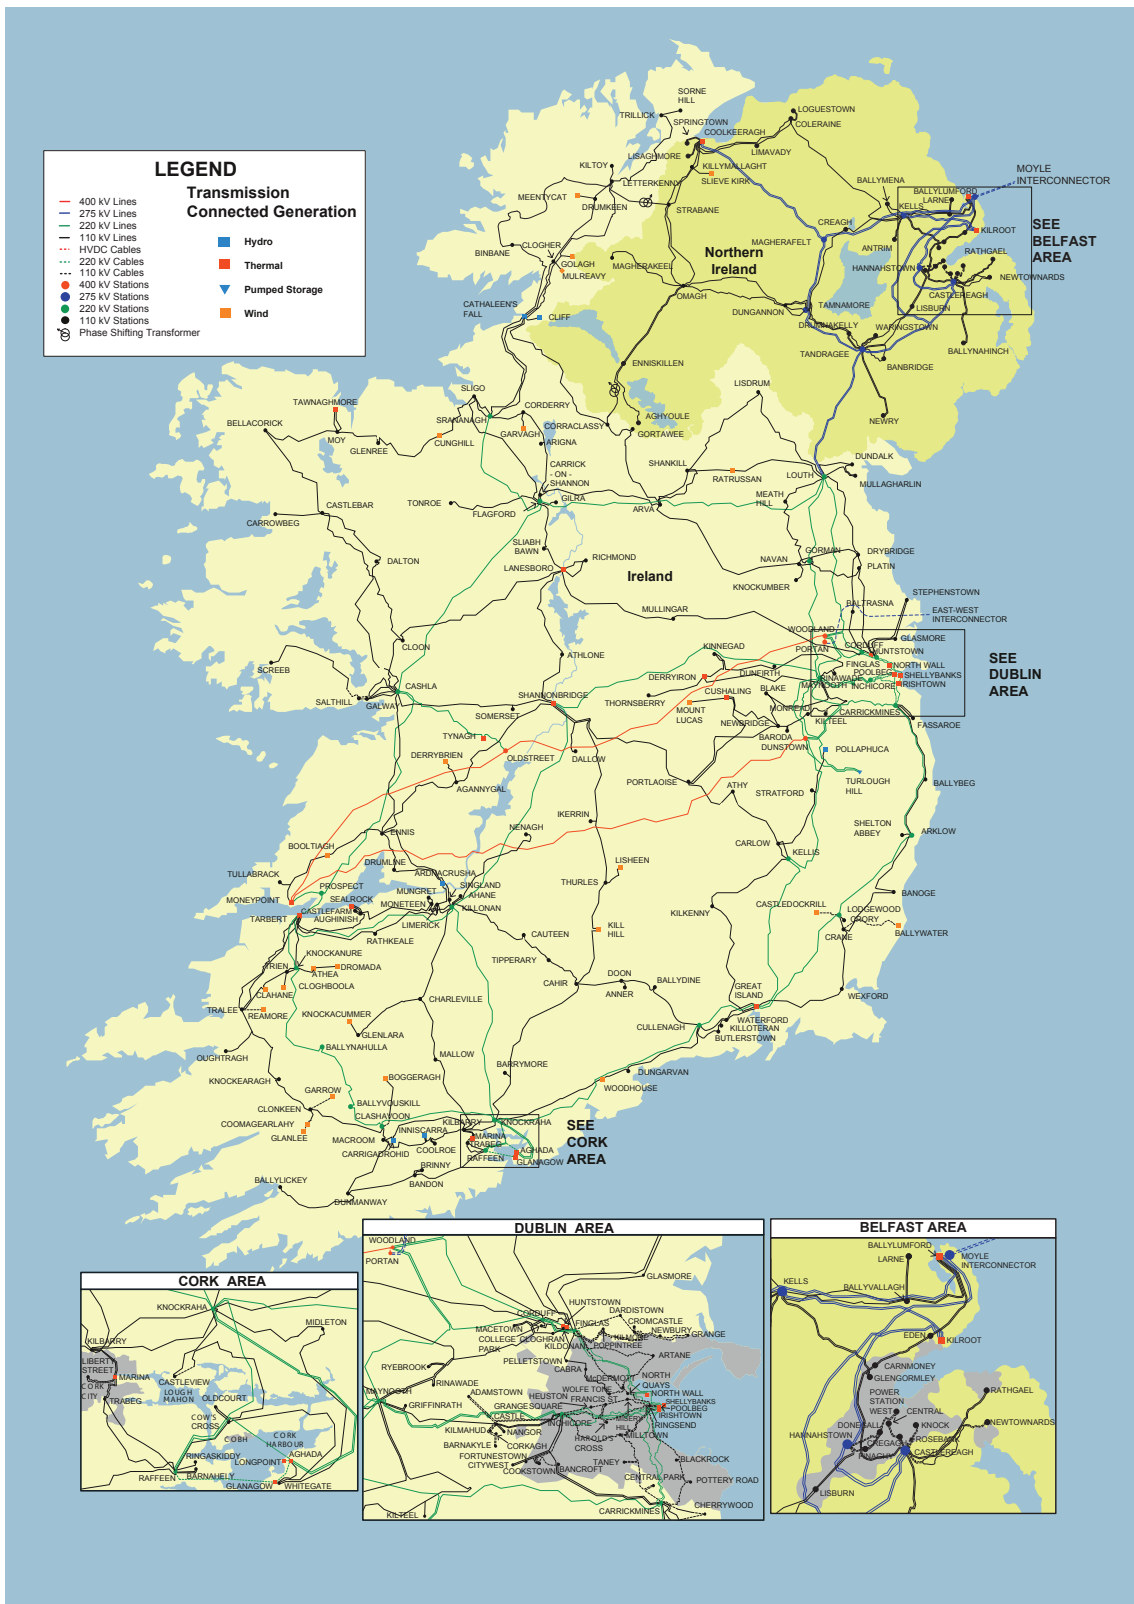 LEGEND
Transmission
Connected Generation
400 kV Lines
275 kV Lines
220 kV Lines
110 kV Lines
HVDC Cables
220 kV Cables
110 kV Cables
400 kV Stations
275 kV Stations
220 kV Stations
110 kV Stations
Phase Shifting Transformer
Hydro
Thermal
Pumped Storage
Wind
SORNE
HILL
TRILLICK
SPRINGTOWN
COOLKEERAGH
LOGUESTOWN
COLERAINE
LISAGHMORE
LIMAVADY
KILLYMALLAGHT
SLIEVE KIRK
KILTOY
LETTERKENNY
MEENTYCAT
DRUMKEEN
STRABANE
BALLYMENA
BALLYLUMFORD
LARNE
KELLS
MOYLE
INTERCONNECTOR
SEE
BELFAST
AREA
KILROOT
RATHGAEL
CREAGH
MAGHERAFELT
ANTRIM
HANNAHSTOWN
NEWTOWNARDS
CASTLEREAGH
LISBURN
CLOGHER
BINBANE
GOLAGH
MULREAVY
MAGHERAKEEL
Northern
Ireland
OMAGH
CATHALEEN'S
FALL
CLIFF
DUNGANNON
TAMNAMORE
DRUMNAKELLY
WARINGSTOWN
TANDRAGEE
BALLYNAHINCH
BANBRIDGE
ENNISKILLEN
LISDRUM
NEWRY
AGHYOULE
GORTAWEE
SLIGO
TAWNAGHMORE
BELLACORICK
MOY
GLENREE
CUNGHILL
SRANANAGH
CORDERRY
GARVAGH
CORRACLASSY
ARIGNA
CARRICK
- ON -
SHANNON
SHANKILL
RATRUSSAN
LOUTH
DUNDALK
MULLAGHARLIN
MEATH
HILL
TONROE
FLAGFORD
GILRA
ARVA
CASTLEBAR
CARROWBEG
DALTON
SLIABH
BAWN
RICHMOND
LANESBORO
Ireland
NAVAN
GORMAN
DRYBRIDGE
PLATIN
KNOCKUMBER
MULLINGAR
BALTRASNA
STEPHENSTOWN
EAST-WEST
INTERCONNECTOR
WOODLAND
PORTAN
CORDUFF
GLASMORE
HUNTSTOWN
FINGLAS
NORTH WALL
POOLBEG
SHELLYBANKS
RINAWADE
MAYNOOTH
INCHICORE
IRISHTOWN
SEE
DUBLIN
AREA
CLOON
ATHLONE
KINNEGAD
DUNFIRTH
DERRYIRON
CUSHALING
BLAKE
SCREEB
CASHLA
SALTHILL
GALWAY
SHANNONBRIDGE
SOMERSET
THORNSBERRY
MOUNT
LUCAS
MONREAD
NEWBRIDGE
CARRICKMINES
KILTEEL
FASSAROE
BARODA
DUNSTOWN
POLLAPHUCA
TYNAGH
DERRYBRIEN
OLDSTREET
DALLOW
AGANNYGAL
PORTLAOISE
ATHY
STRATFORD
TURLOUGH
HILL
BALLYBEG
ENNIS
NENAGH
IKERRIN
SHELTON
ABBEY
ARKLOW
CARLOW
KELLIS
BOOLTIAGH
DRUMLINE
TULLABRACK
ARDNACRUSHA
SINGLAND
AHANE
LISHEEN
THURLES
PROSPECT
MONEYPOINT
SEALROCK
MUNGRET
MONETEEN
KILLONAN
CASTLEFARM
TARBERT
AUGHINISH
LIMERICK
RATHKEALE
KILKENNY
BANOGE
CASTLEDOCKRILL
LODGEWOOD
CRORY
CRANE
BALLYWATER
KILL
HILL
CAUTEEN
TIPPERARY
KNOCKANURE
TRIEN
ATHEA
DROMADA
CLOGHBOOLA
CLAHANE
TRALEE
REAMORE
DOON
CAHIR
ANNER
BALLYDINE
GREAT
ISLAND
WEXFORD
CHARLEVILLE
KNOCKACUMMER
GLENLARA
CULLENAGH
WATERFORD
KILLOTERAN
BUTLERSTOWN
OUGHTRAGH
BALLYNAHULLA
MALLOW
BARRYMORE
DUNGARVAN
WOODHOUSE
KNOCKEARAGH
BOGGERAGH
GARROW
CLONKEEN
BALLYVOUSKILL
CLASHAVOON
COOMAGEARLAHY
GLANLEE
KILBARRY
KNOCKRAHA
MARINA
TRABEG
SEE
CORK
AREA
MACROOM
INNISCARRA
CARRIGADROHID
COOLROE
RAFFEEN
AGHADA
GLANAGOW
BRINNY
BANDON
BALLYLICKEY
DUNMANWAY
CORK AREA
KNOCKRAHA
MIDLETON
KILBARRY
LIBERTY
STREET
MARINA
CORK
CITY
TRABEG
CASTLEVIEW
LOUGH
MAHON
OLDCOURT
COW'S
CROSS
COBH
CORK
HARBOUR
RINGASKIDDY
LONGPOINT
AGHADA
RAFFEEN
BARNAHELY
GLANAGOW
WHITEGATE
DUBLIN AREA
WOODLAND
PORTAN
GLASMORE
HUNTSTOWN
CORDUFF
DARDISTOWN
MACETOWN
FINGLAS
CROMCASTLE
COLLEGE
PARK
CLOGHRAN
KILMORE
NEWBURY
GRANGE
KILDONAN
POPPINTREE
ARTANE
PELLETSTOWN
CABRA
RYEBROOK
RINAWADE
McDERMOTT
NORTH
QUAYS
MAYNOOTH
ADAMSTOWN
HEUSTON
WOLFE TONE
FRANCIS ST
NORTH WALL
SHELLYBANKS
POOLBEG
GRIFFINRATH
GRANGE
CASTLE
SQUARE
IRISHTOWN
INCHICORE
MISERY
HILL
RINGSEND
KILMAHUD
NANGOR
HAROLD'S
CROSS
MILLTOWN
BARNAKYLE
CORKAGH
FORTUNESTOWN
CITYWEST
COOKSTOWN
BANCROFT
TANEY
BLACKROCK
CENTRAL PARK
POTTERY ROAD
KILTEEL
CARRICKMINES
CHERRYWOOD
BELFAST AREA
BALLYLUMFORD
LARNE
MOYLE
INTERCONNECTOR
KELLS
BALLYVALLAGH
EDEN
KILROOT
CARNMONEY
GLENGORMLEY
POWER
STATION
WEST
CENTRAL
RATHGAEL
DONEGALL
KNOCK
NEWTOWNARDS
HANNAHSTOWN
CREGAGH
ROSEBANK
FINAGHY
CASTLEREAGH
LISBURN